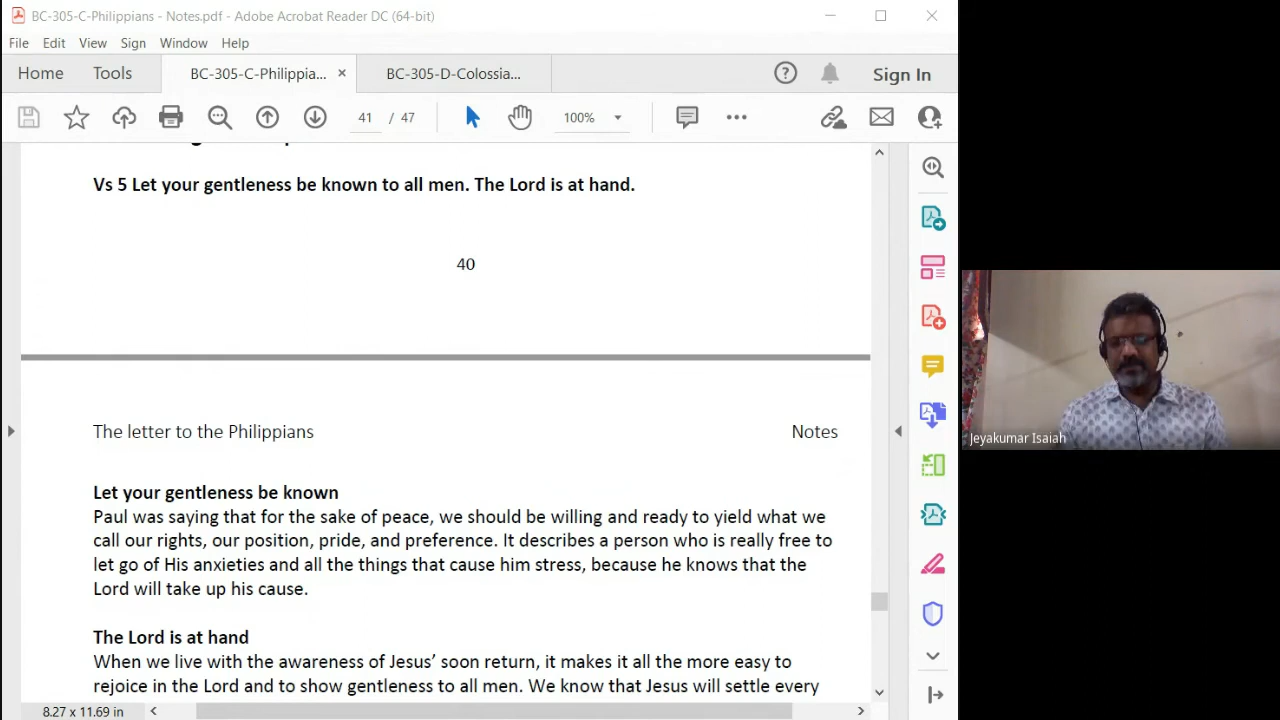 BC-305-C-Philippians - Notes.pdf - Adobe Acrobat Reader DC (64-bit)
File Edit View Sign Window Help
Home Tools BC-305-C-Philippia... × BC-305-D-Colossia... Sign In
41 / 47 100%
Vs 5 Let your gentleness be known to all men. The Lord is at hand.
40
The letter to the Philippians Notes
Let your gentleness be known
Paul was saying that for the sake of peace, we should be willing and ready to yield what we
call our rights, our position, pride, and preference. It describes a person who is really free to
let go of His anxieties and all the things that cause him stress, because he knows that the
Lord will take up his cause.
The Lord is at hand
When we live with the awareness of Jesus’ soon return, it makes it all the more easy to
rejoice in the Lord and to show gentleness to all men. We know that Jesus will settle every
8.27 x 11.69 in
Jeyakumar Isaiah